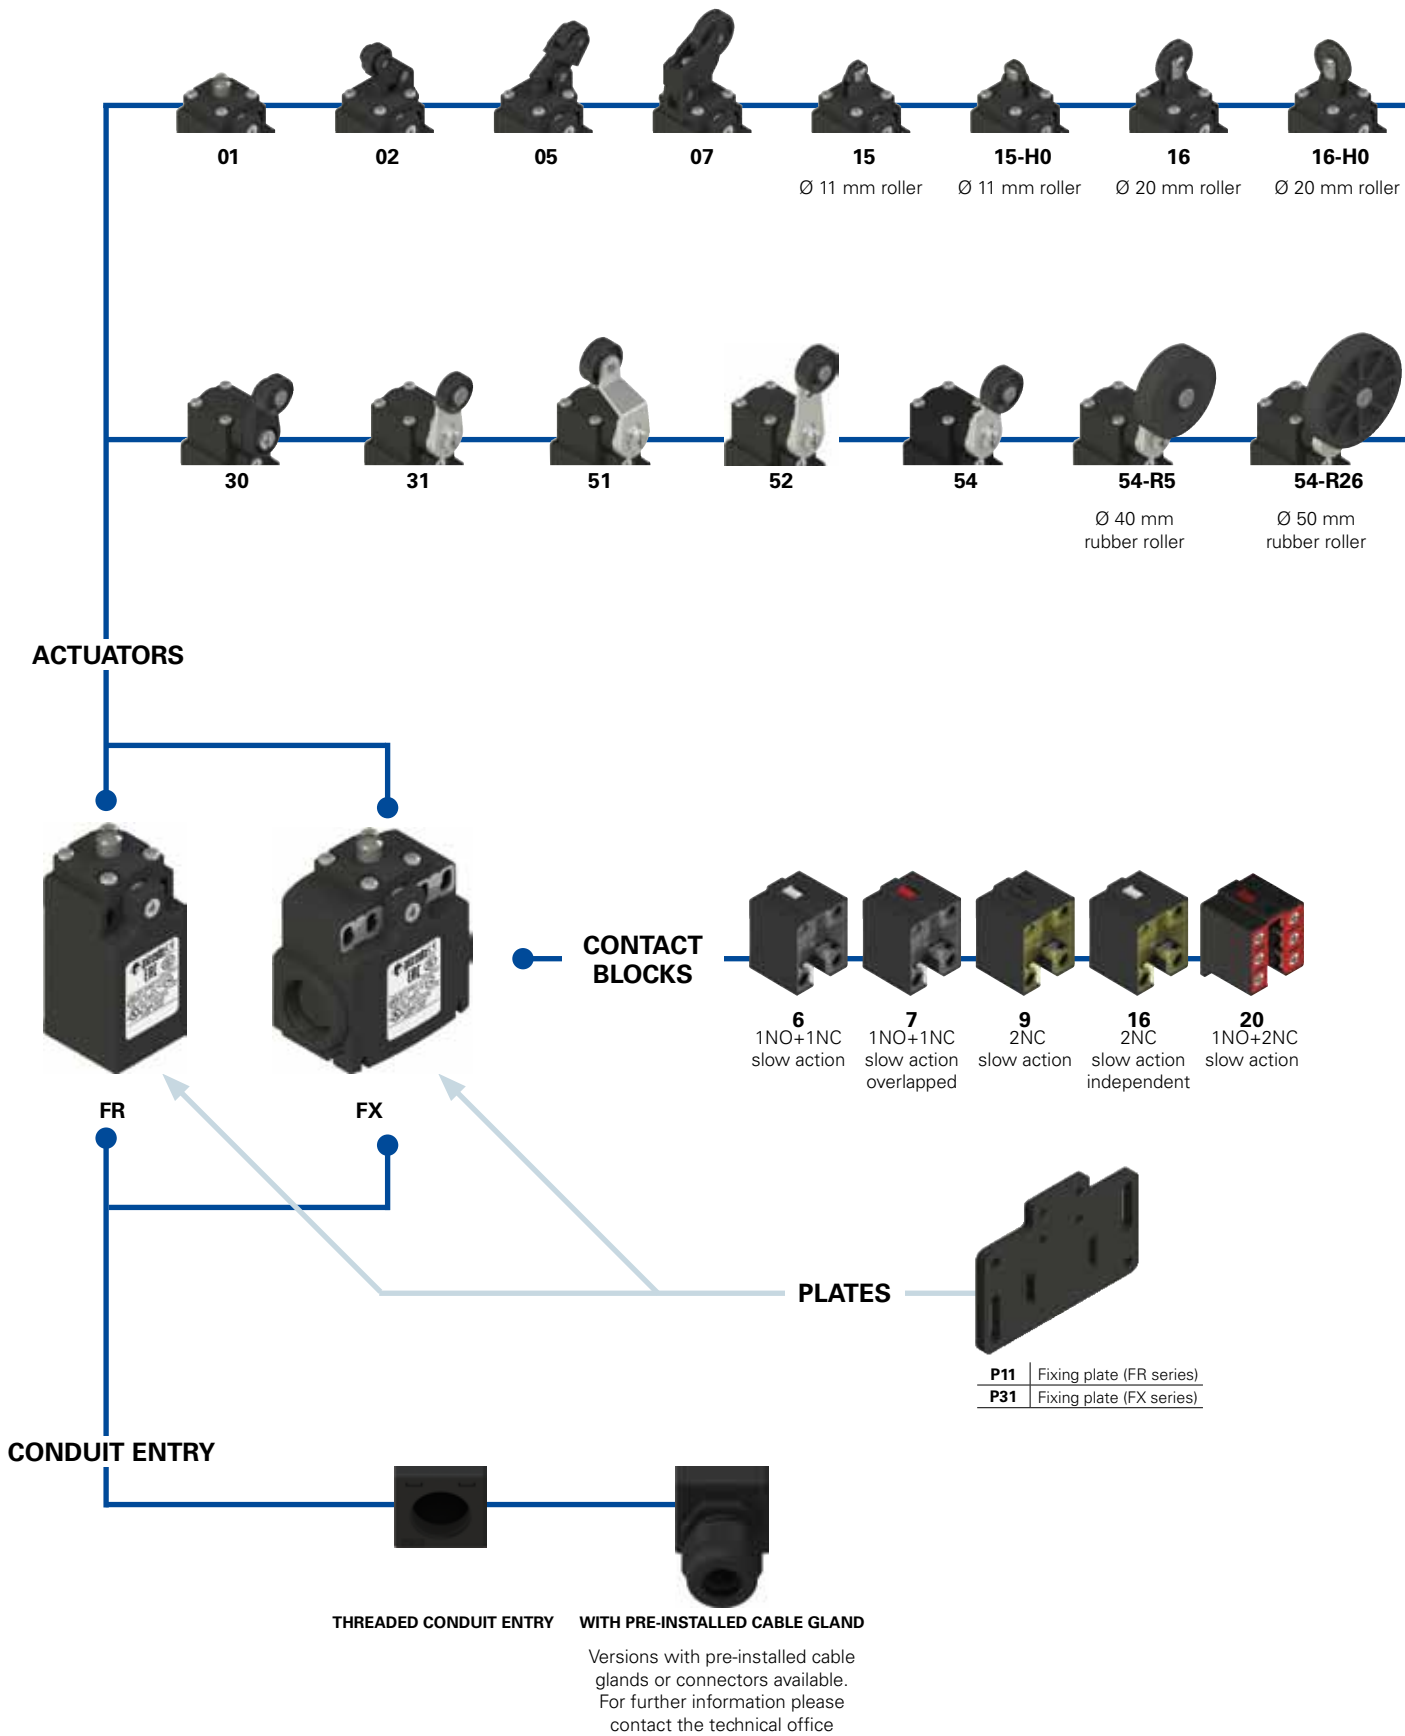 01 02 05 07 15 15-H0 16 16-H0
Ø 11 mm roller Ø 11 mm roller Ø 20 mm roller Ø 20 mm roller
30 31 51 52 54 54-R5 54-R26
Ø 40 mm
rubber roller
Ø 50 mm
rubber roller
ACTUATORS
CONTACT
BLOCKS
6
1NO+1NC
slow action
7
1NO+1NC
slow action
overlapped
9
2NC
slow action
16
2NC
slow action
independent
20
1NO+2NC
slow action
FR
FX
PLATES
P11 Fixing plate (FR series)
P31 Fixing plate (FX series)
CONDUIT ENTRY
THREADED CONDUIT ENTRY
WITH PRE-INSTALLED CABLE GLAND
Versions with pre-installed cable
glands or connectors available.
For further information please
contact the technical office